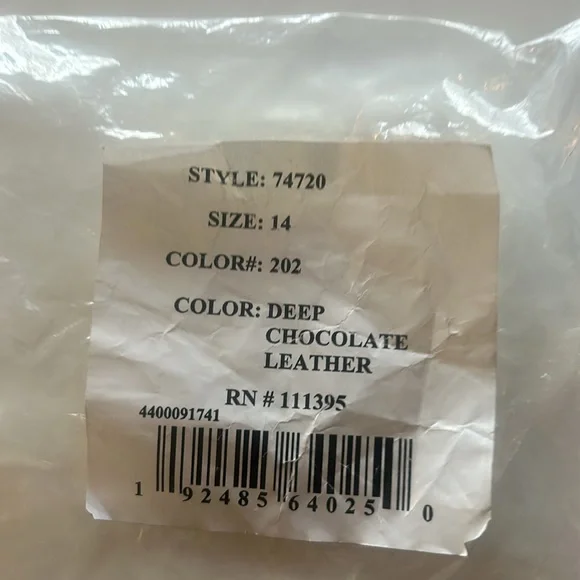 STYLE: 74720
SIZE: 14
COLOR#: 202
COLOR: DEEP
CHOCOLATE
LEATHER
RN # 111395
4400091741
1 92485 64025 0